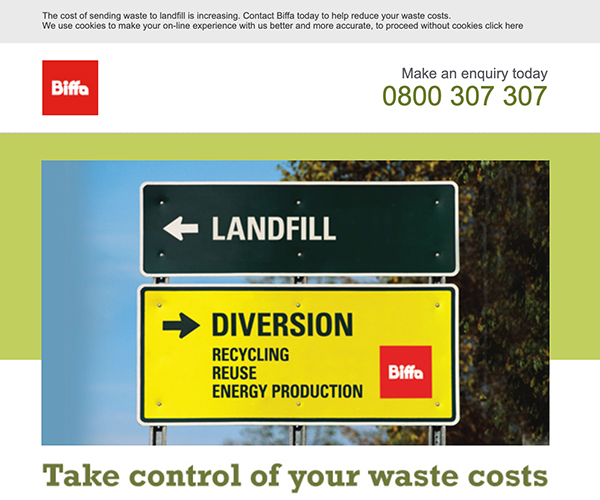 The cost of sending waste to landfill is increasing. Contact Biffa today to help reduce your waste costs.
We use cookies to make your on-line experience with us better and more accurate, to proceed without cookies click here
Biffa
Make an enquiry today
0800 307 307
LANDFILL
DIVERSION
RECYCLING
REUSE
ENERGY PRODUCTION
Biffa
Take control of your waste costs